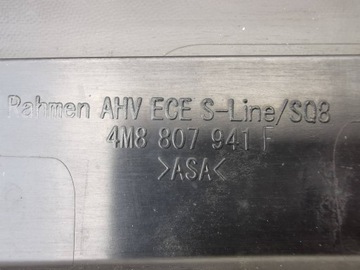 Rahmen AHV ECE S-Line/SQ8
4M8 807 941 F
>ASA<